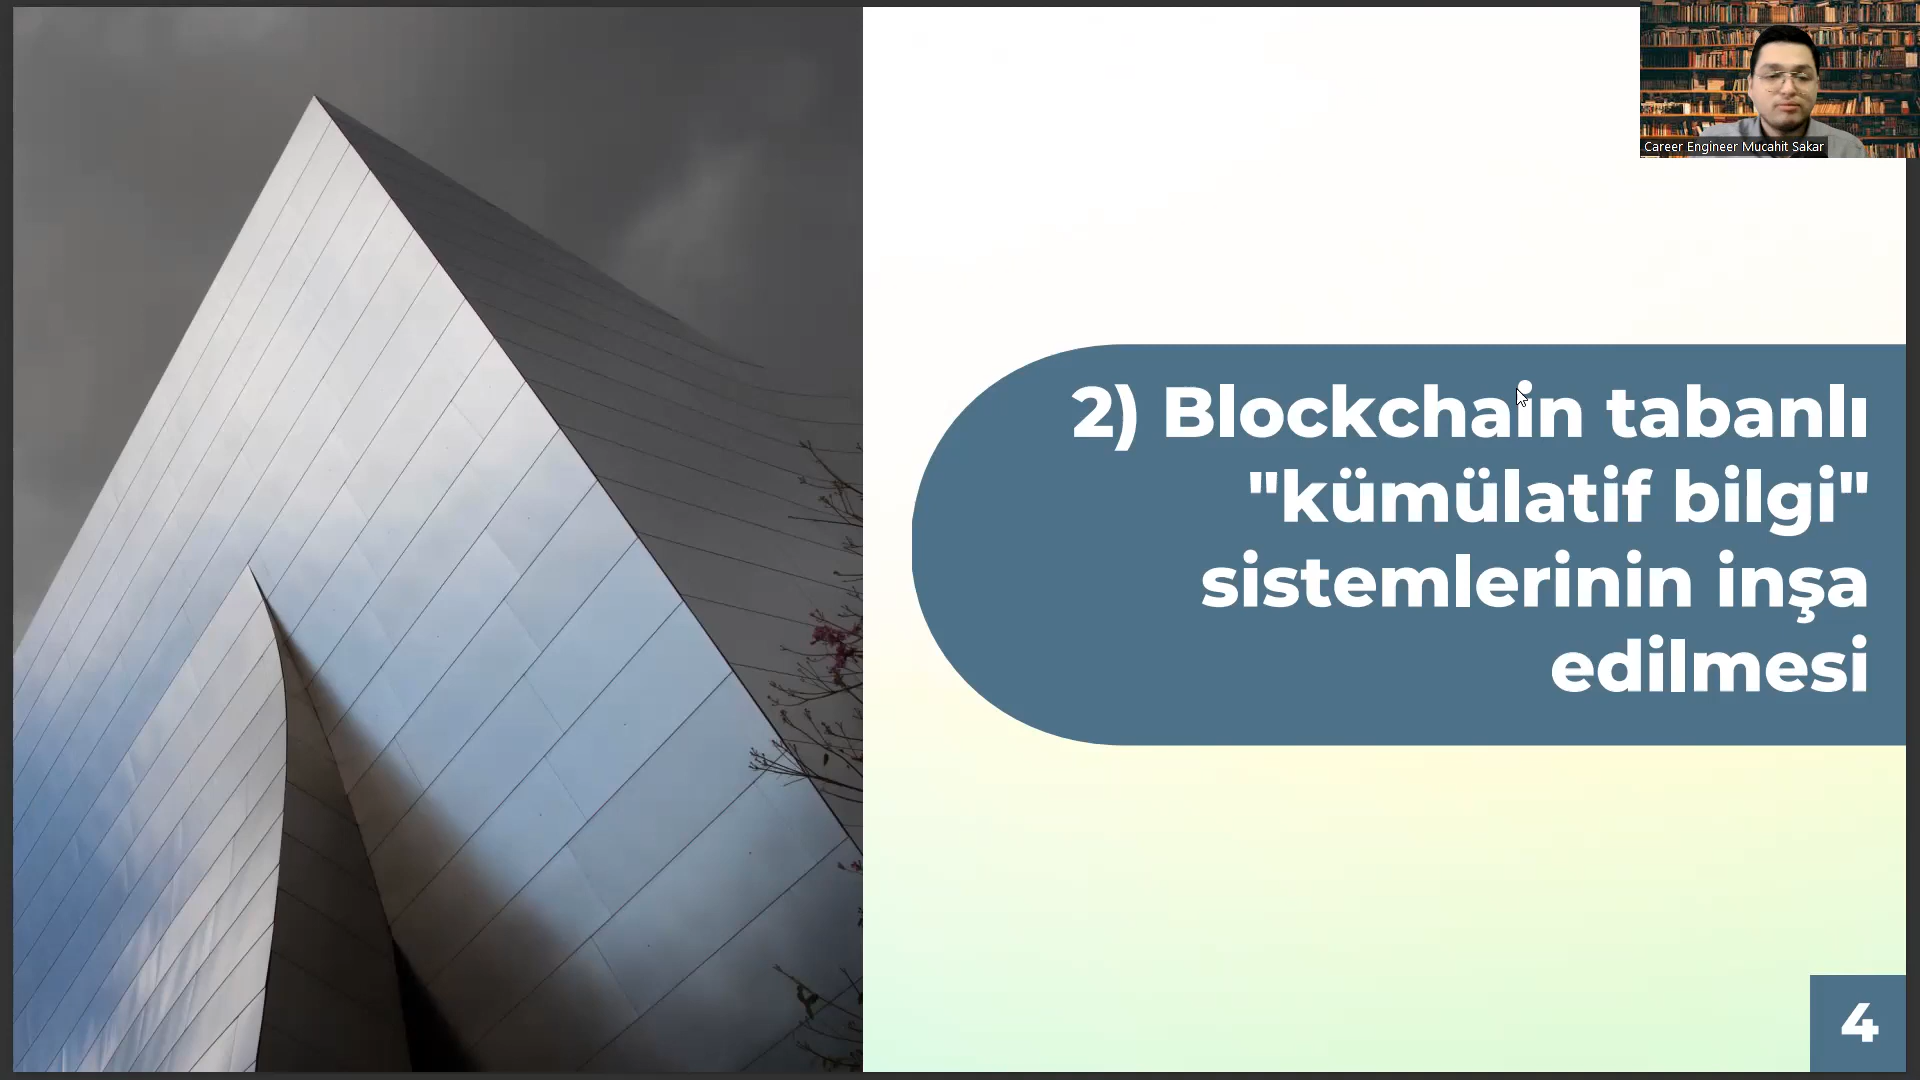 Career Engineer Mucahit Sakar
2) Blockchain tabanlı
"kümülatif bilgi"
sistemlerinin inşa
edilmesi
4